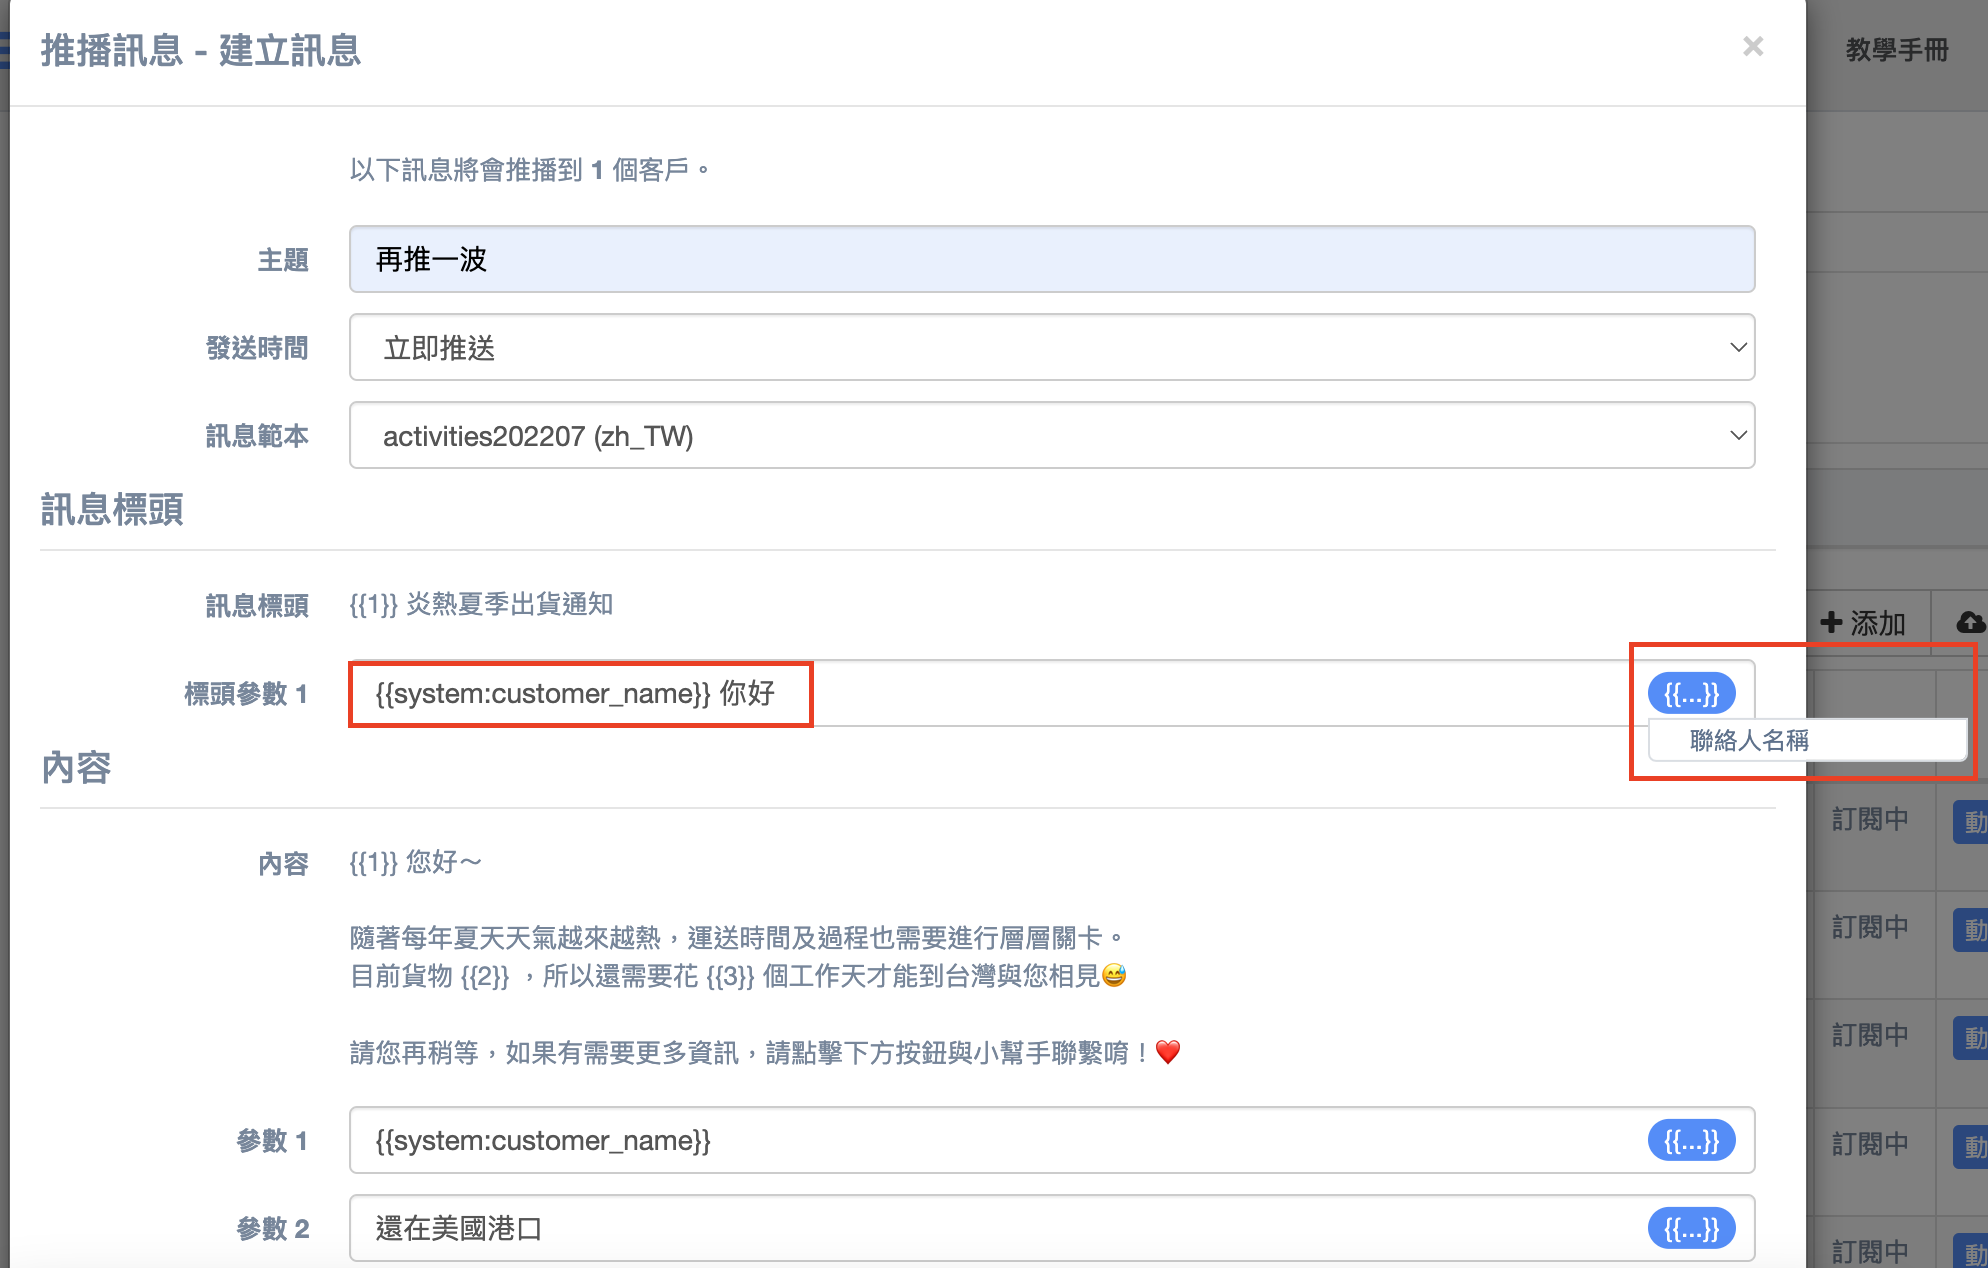 推播訊息 - 建立訊息
×
教學手冊
以下訊息將會推播到 1 個客戶。
主題
再推一波
發送時間
立即推送
訊息範本
activities202207 (zh_TW)
訊息標頭
訊息標頭
{{1}} 炎熱夏季出貨通知
添加
標頭參數 1
{{system:customer_name}} 你好
{{...}}
聯絡人名稱
內容
訂閱中
動
內容
{{1}} 您好～
訂閱中
動
隨著每年夏天天氣越來越熱，運送時間及過程也需要進行層層關卡。
目前貨物 {{2}} ，所以還需要花 {{3}} 個工作天才能到台灣與您相見😅
訂閱中
動
請您再稍等，如果有需要更多資訊，請點擊下方按鈕與小幫手聯繫唷！❤️
參數 1
{{system:customer_name}}
{{...}}
訂閱中
動
參數 2
還在美國港口
{{...}}
訂閱中
動